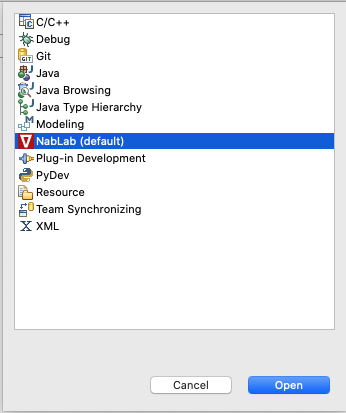 C/C++
Debug
Git
Java
Java Browsing
Java Type Hierarchy
Modeling
NabLab (default)
Plug-in Development
PyDev
Resource
Team Synchronizing
XML
Cancel
Open